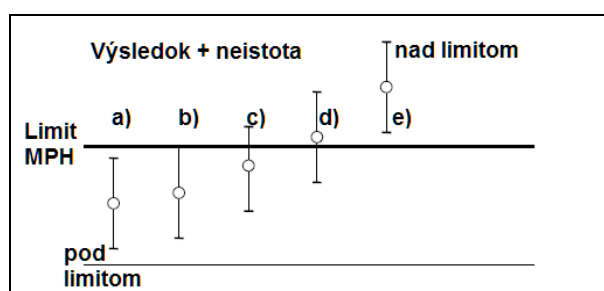 Výsledok + neistota
nad limitom
a)
b)
c)
d)
e)
Limit
MPH
pod
limitom